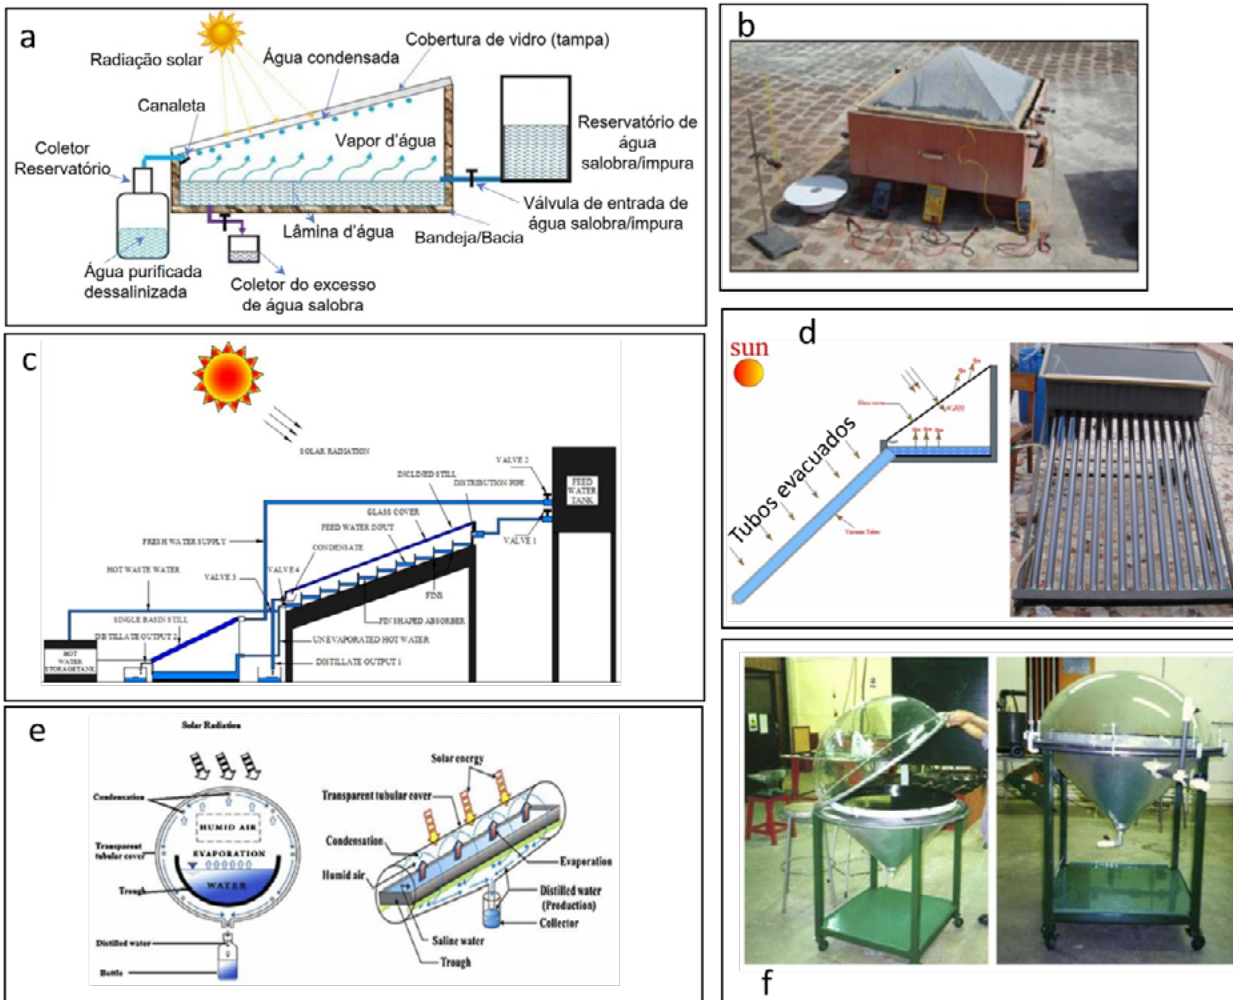 a
Radiação solar
Água condensada
Cobertura de vidro (tampa)
Canaleta
Coletor
Reservatório
Vapor d'água
Reservatório de
água
salobra/impura
Válvula de entrada de
água salobra/impura
Lâmina d'água
Bandeja/Bacia
Água purificada
dessalinizada
Coletor do excesso
de água salobra
b
c
SOLAR RADIATION
VALVE 2
INCLINED STILL
DISTRIBUTION PIPE
FEED
WATER
TANK
GLASS COVER
FEED WATER INPUT
FRESH WATER SUPPLY
CONDENSATE
VALVE 1
HOT WASTE WATER
VALVE 4
VALVE 3
FINS
SINGLE BASIN STILL
FIN SHAPED ABSORBER
DISTILLATE OUTPUT 2
UNEVAPORATED HOT WATER
HOT
WATER
STORAGE TANK
DISTILLATE OUTPUT 1
d
sun
Glass cover
Tubos evacuados
Vacuum Tubes
e
Solar Radiation
Condensation
HUMID AIR
Transparent
tubular cover
EVAPORATION
Trough
WATER
Distilled water
Bottle
Solar energy
Transparent tubular cover
Condensation
Humid air
Evaporation
Distilled water
(Production)
Collector
Saline water
Trough
f